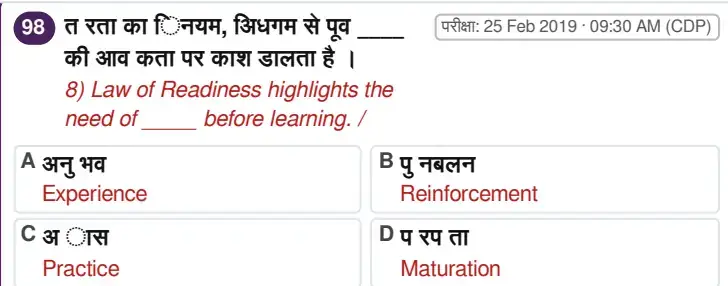 98 त रता का िनयम, अिधगम से पूव ____ परीक्षा: 25 Feb 2019 · 09:30 AM (CDP)
की आव कता पर काश डालता है ।
8) Law of Readiness highlights the
need of _____ before learning. /
A अनु भव B पु नबलन
Experience Reinforcement
C अ ास D प रप ता
Practice Maturation